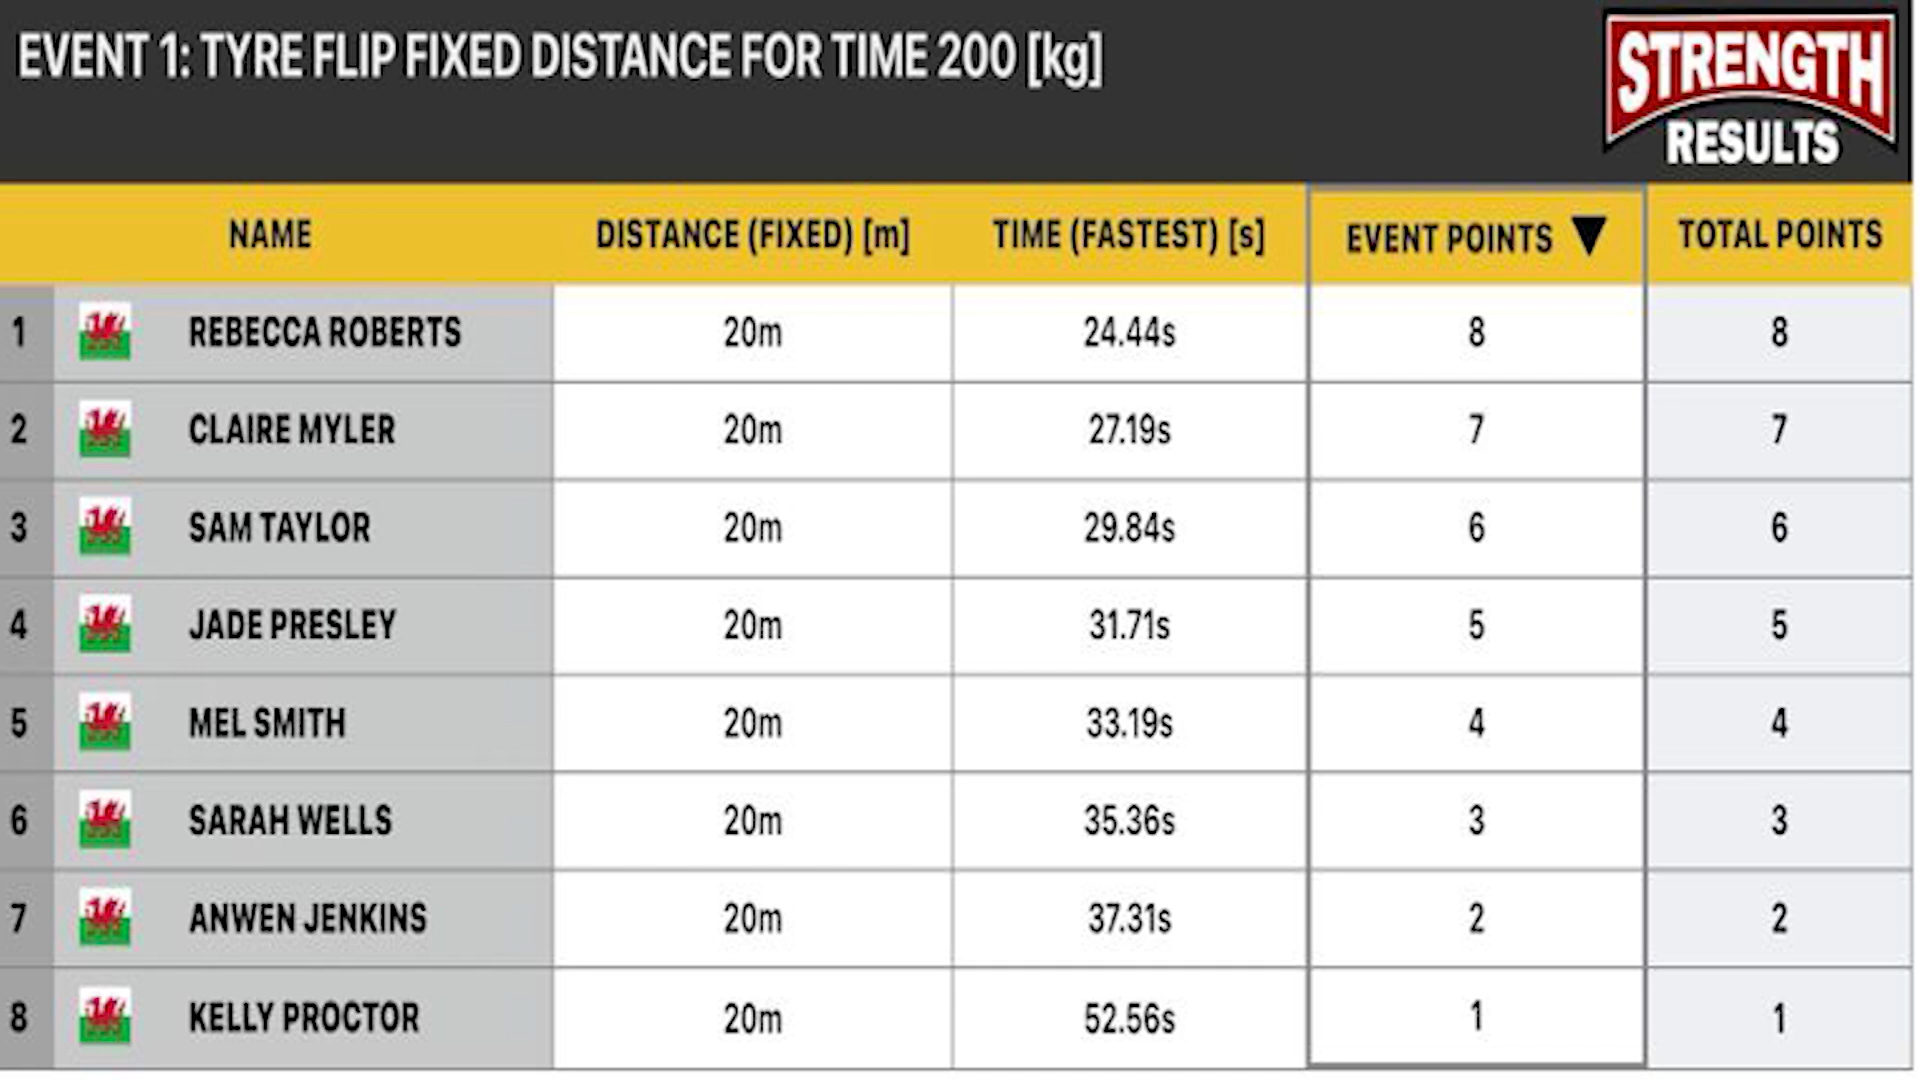 EVENT 1: TYRE FLIP FIXED DISTANCE FOR TIME 200 [kg]
STRENGTH
RESULTS
NAME DISTANCE (FIXED) [m] TIME (FASTEST) [s] EVENT POINTS ▼ TOTAL POINTS
1 REBECCA ROBERTS 20m 24.44s 8 8
2 CLAIRE MYLER 20m 27.19s 7 7
3 SAM TAYLOR 20m 29.84s 6 6
4 JADE PRESLEY 20m 31.71s 5 5
5 MEL SMITH 20m 33.19s 4 4
6 SARAH WELLS 20m 35.36s 3 3
7 ANWEN JENKINS 20m 37.31s 2 2
8 KELLY PROCTOR 20m 52.56s 1 1